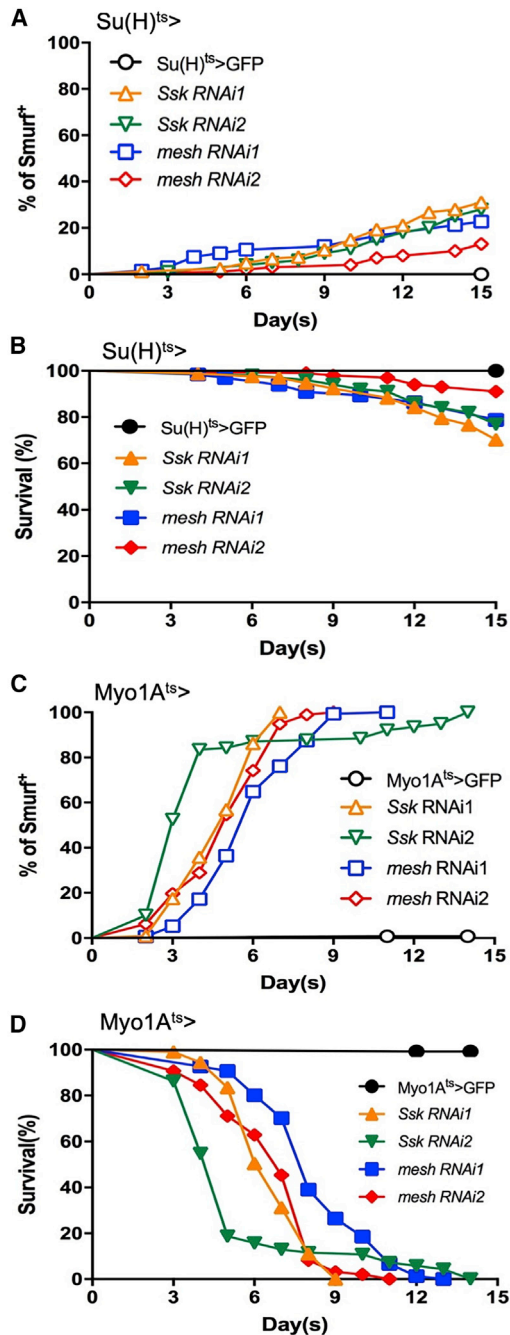 A
Su(H)ts>
100
80
60
40
20
0
% of Smurf+
Su(H)ts>GFP
Ssk RNAi1
Ssk RNAi2
mesh RNAi1
mesh RNAi2
0 3 6 9 12 15
Day(s)
B
Su(H)ts>
100
80
60
40
20
0
Survival (%)
Su(H)ts>GFP
Ssk RNAi1
Ssk RNAi2
mesh RNAi1
mesh RNAi2
0 3 6 9 12 15
Day(s)
C
Myo1Ats>
100
80
60
40
20
0
% of Smurf+
Myo1Ats>GFP
Ssk RNAi1
Ssk RNAi2
mesh RNAi1
mesh RNAi2
0 3 6 9 12 15
Day(s)
D
Myo1Ats>
100
80
60
40
20
0
Survival(%)
Myo1Ats>GFP
Ssk RNAi1
Ssk RNAi2
mesh RNAi1
mesh RNAi2
0 3 6 9 12 15
Day(s)